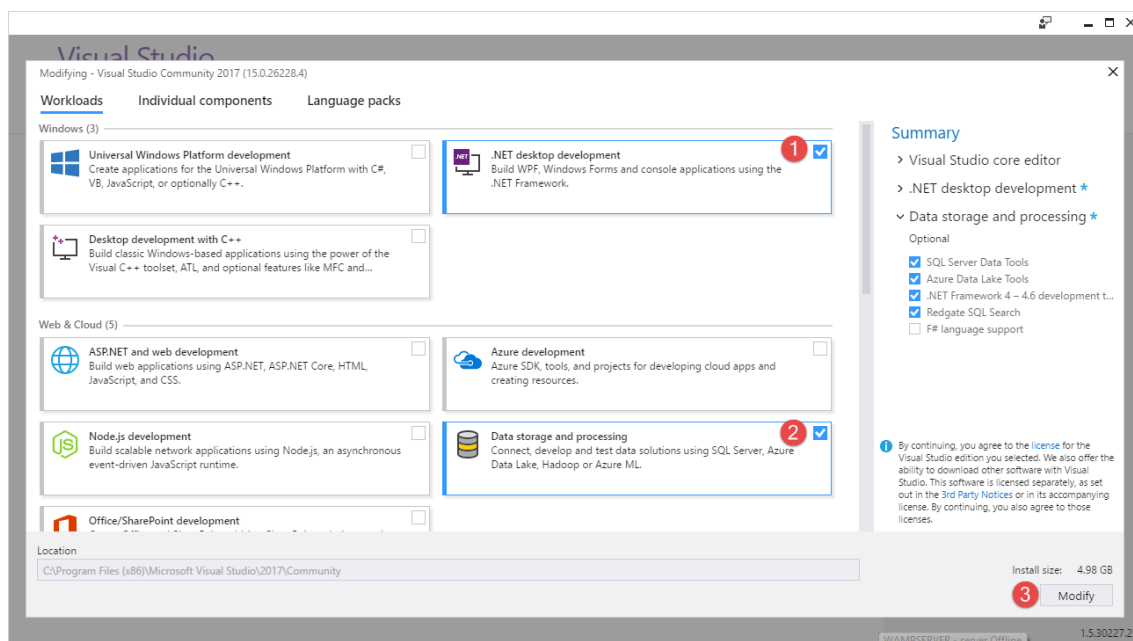 Visual Studio
Modifying - Visual Studio Community 2017 (15.0.26228.4)
Workloads Individual components Language packs
Windows (3)
Universal Windows Platform development
Create applications for the Universal Windows Platform with C#,
VB, JavaScript, or optionally C++.
.NET
.NET desktop development
Build WPF, Windows Forms and console applications using the
.NET Framework.
1
Desktop development with C++
Build classic Windows-based applications using the power of the
Visual C++ toolset, ATL, and optional features like MFC and...
Web & Cloud (5)
ASP.NET and web development
Build web applications using ASP.NET, ASP.NET Core, HTML,
JavaScript, and CSS.
Azure development
Azure SDK, tools, and projects for developing cloud apps and
creating resources.
JS
Node.js development
Build scalable network applications using Node.js, an asynchronous
event-driven JavaScript runtime.
Data storage and processing
Connect, develop and test data solutions using SQL Server, Azure
Data Lake, Hadoop or Azure ML.
2
Office/SharePoint development
Summary
> Visual Studio core editor
> .NET desktop development *
Data storage and processing *
Optional
SQL Server Data Tools
Azure Data Lake Tools
.NET Framework 4 – 4.6 development t...
Redgate SQL Search
F# language support
By continuing, you agree to the license for the
Visual Studio edition you selected. We also offer the
ability to download other software with Visual
Studio. This software is licensed separately, as set
out in the 3rd Party Notices or in its accompanying
license. By continuing, you also agree to those
licenses.
Location
C:\Program Files (x86)\Microsoft Visual Studio\2017\Community
Install size: 4.98 GB
3 Modify
WAMPSERVER - server Offline
1.5.30227.2